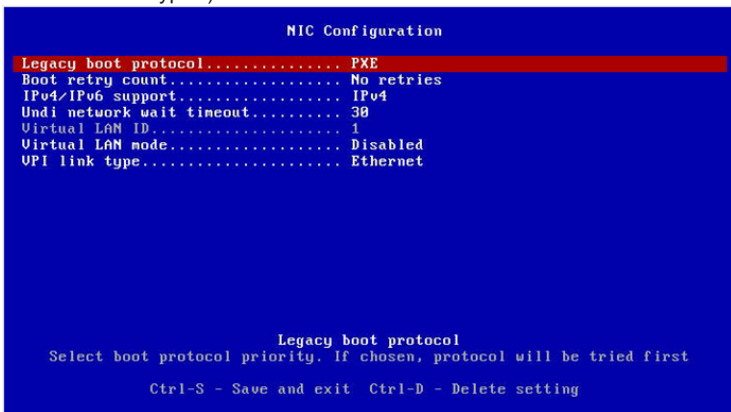 NIC Configuration
Legacy boot protocol............... PXE
Boot retry count................... No retries
IPv4/IPv6 support.................. IPv4
Undi network wait timeout.......... 30
Virtual LAN ID..................... 1
Virtual LAN mode................... Disabled
VPI link type...................... Ethernet
Legacy boot protocol
Select boot protocol priority. If chosen, protocol will be tried first
Ctrl-S - Save and exit Ctrl-D - Delete setting